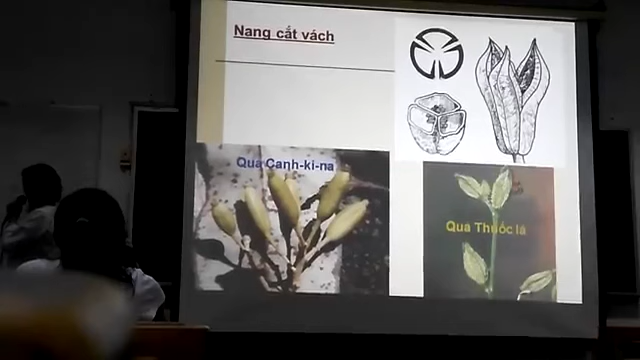 Nang cắt vách
Quả Canh-ki-na
Quả Thuốc lá